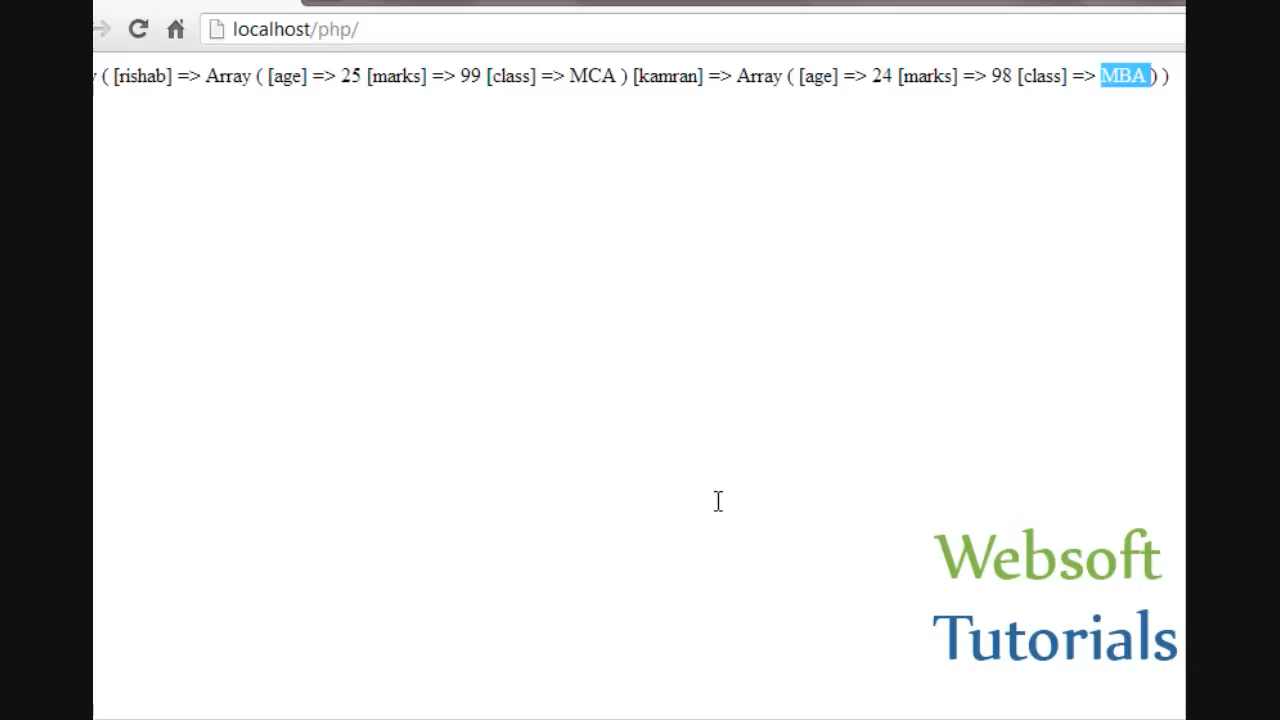 localhost/php/
( [rishab] => Array ( [age] => 25 [marks] => 99 [class] => MCA ) [kamran] => Array ( [age] => 24 [marks] => 98 [class] => MBA ) )
Websoft
Tutorials